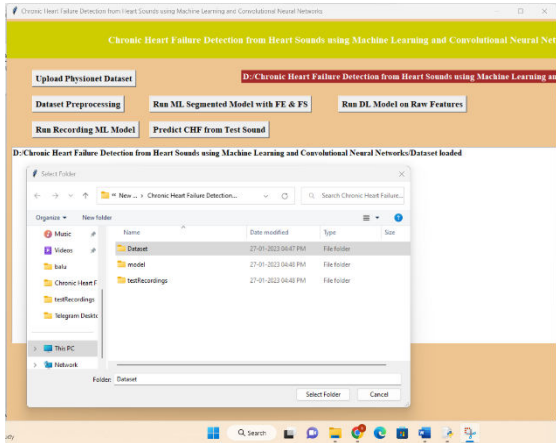 Chronic Heart Failure Detection from Heart Sounds using Machine Learning and Convolutional Neural Networks
Chronic Heart Failure Detection from Heart Sounds using Machine Learning and Convolutional Neural Net
Upload Physionet Dataset
D:/Chronic Heart Failure Detection from Heart Sounds using Machine Learning an
Dataset Preprocessing
Run ML Segmented Model with FE & FS
Run DL Model on Raw Features
Run Recording ML Model
Predict CHF from Test Sound
D:/Chronic Heart Failure Detection from Heart Sounds using Machine Learning and Convolutional Neural Networks/Dataset loaded
Select Folder
« New ... › Chronic Heart Failure Detection...
Search Chronic Heart Failure...
Organize
New folder
Name
Date modified
Type
Size
Music
Videos
balu
Chronic Heart F
testRecordings
Telegram Deskto
This PC
Network
Dataset
27-01-2023 04:47 PM
File folder
model
27-01-2023 04:48 PM
File folder
testRecordings
27-01-2023 04:48 PM
File folder
Folder:
Dataset
Select Folder
Cancel
Search